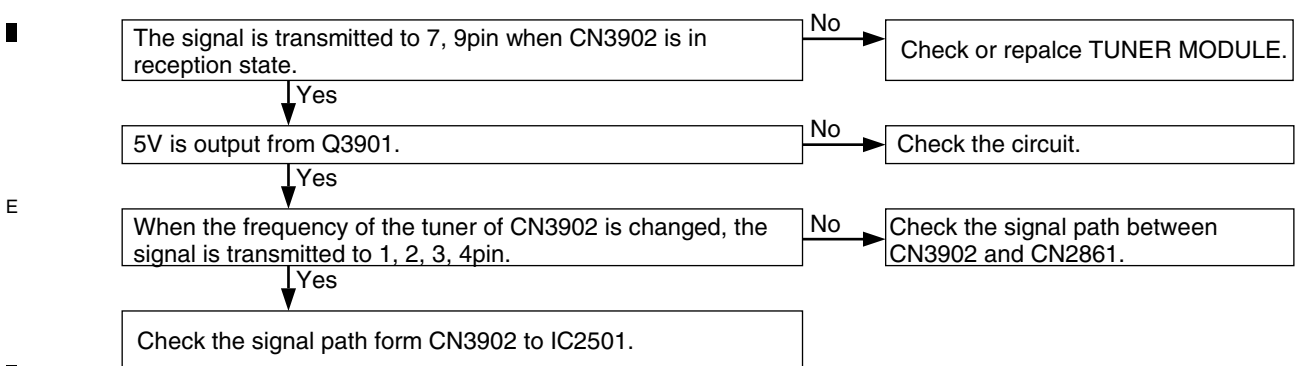 The signal is transmitted to 7, 9pin when CN3902 is in
reception state.
No
Check or repalce TUNER MODULE.
Yes
5V is output from Q3901.
No
Check the circuit.
Yes
E
When the frequency of the tuner of CN3902 is changed, the
signal is transmitted to 1, 2, 3, 4pin.
No
Check the signal path between
CN3902 and CN2861.
Yes
Check the signal path form CN3902 to IC2501.